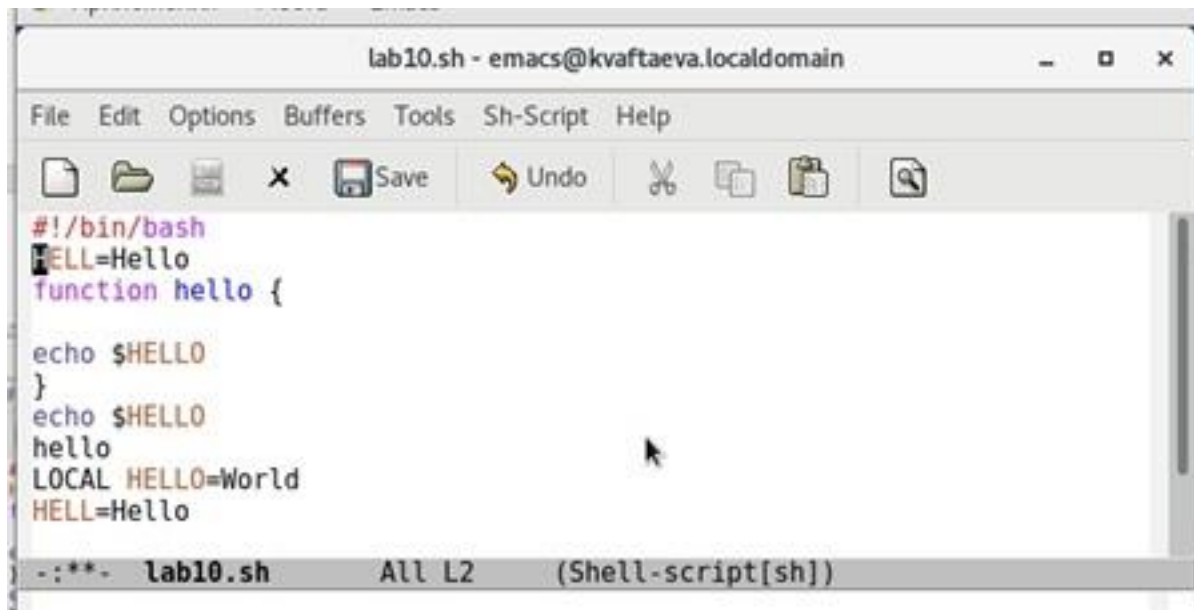 lab10.sh - emacs@kvaftaeva.localdomain
File Edit Options Buffers Tools Sh-Script Help
Save Undo
#!/bin/bash
HELL=Hello
function hello {
echo $HELLO
}
echo $HELLO
hello
LOCAL HELLO=World
HELL=Hello
-:**- lab10.sh All L2 (Shell-script[sh])